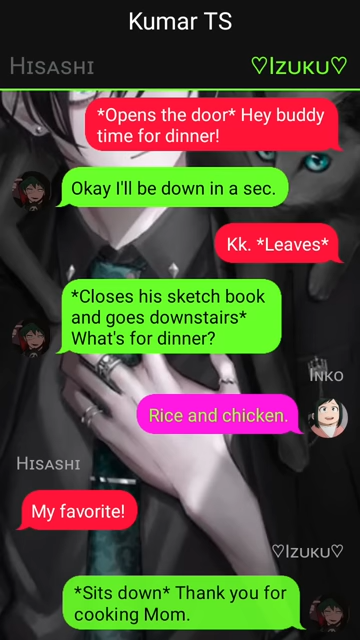 Kumar TS
Hisashi
♡Izuku♡
*Opens the door* Hey buddy
time for dinner!
Okay I'll be down in a sec.
Kk. *Leaves*
*Closes his sketch book
and goes downstairs*
What's for dinner?
Inko
Rice and chicken.
Hisashi
My favorite!
♡Izuku♡
*Sits down* Thank you for
cooking Mom.